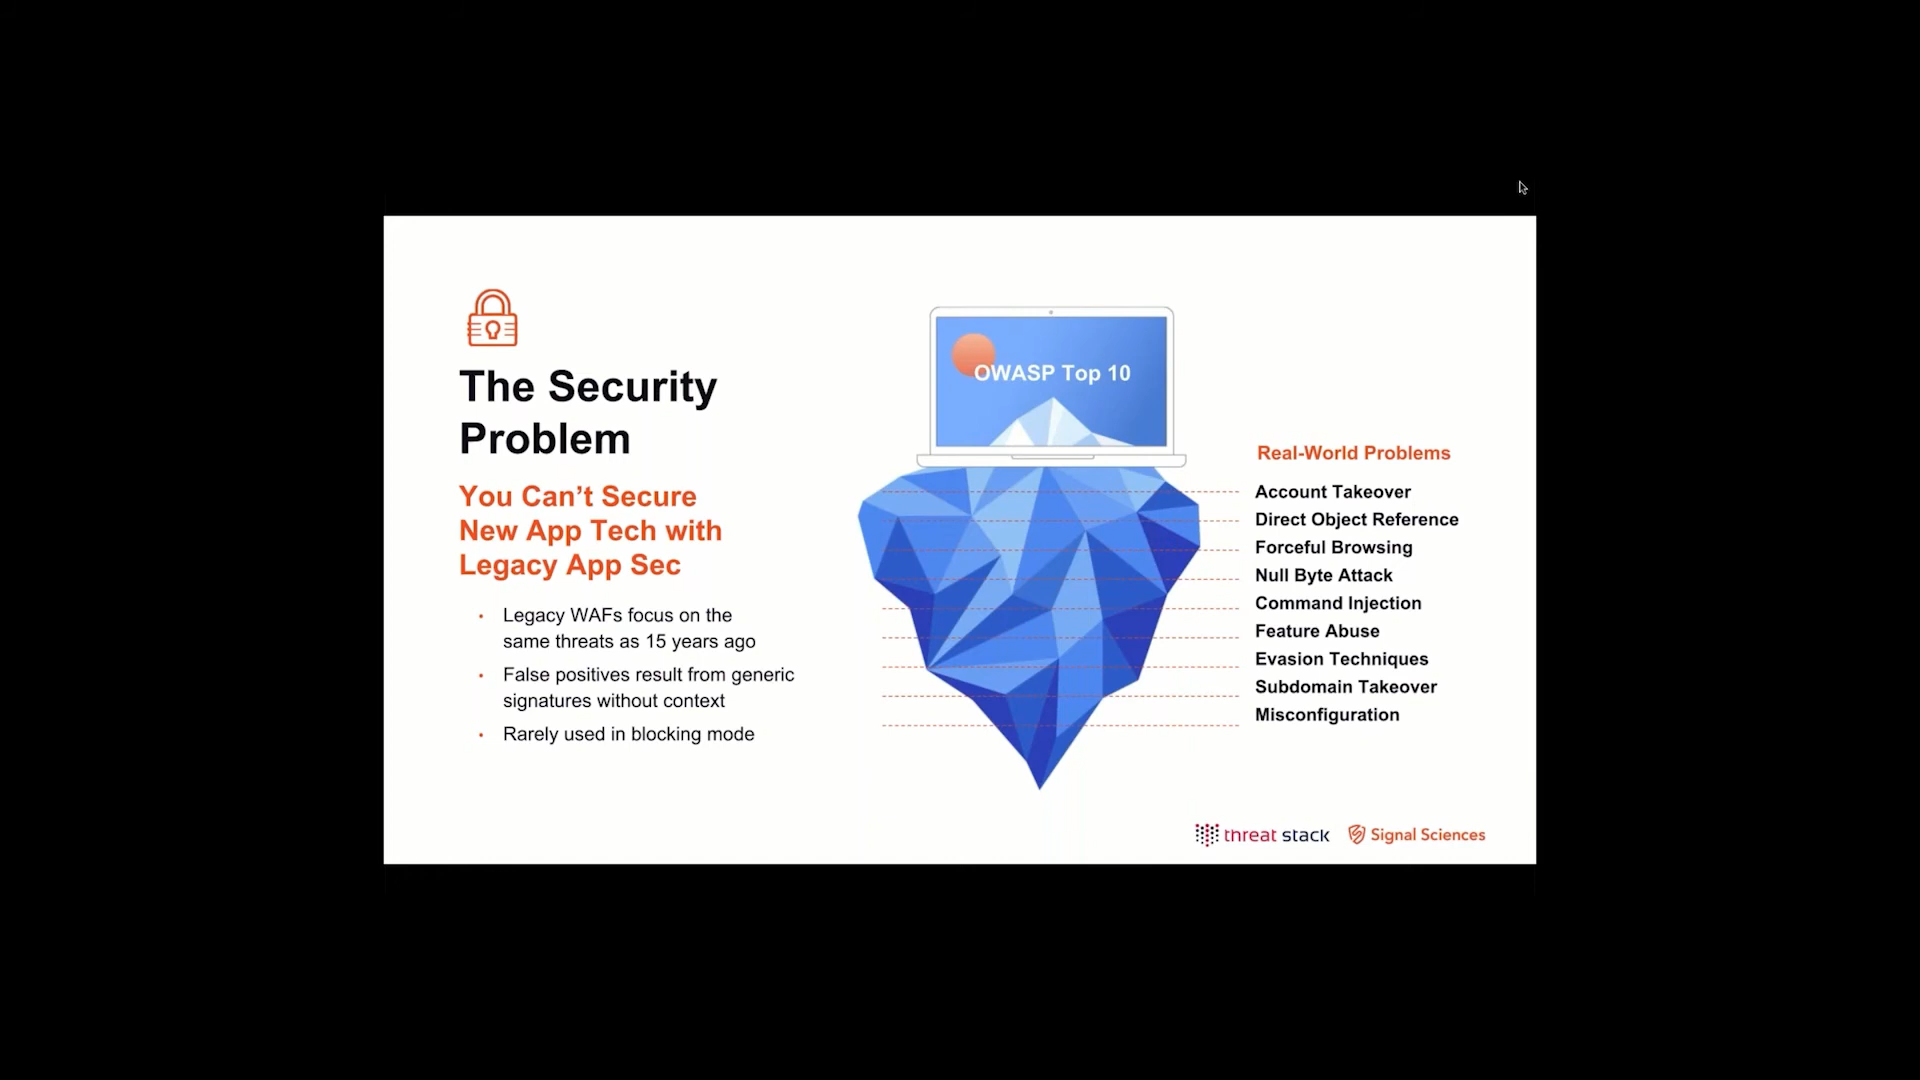 The Security
Problem
You Can’t Secure
New App Tech with
Legacy App Sec
• Legacy WAFs focus on the
same threats as 15 years ago
• False positives result from generic
signatures without context
• Rarely used in blocking mode
OWASP Top 10
Real-World Problems
Account Takeover
Direct Object Reference
Forceful Browsing
Null Byte Attack
Command Injection
Feature Abuse
Evasion Techniques
Subdomain Takeover
Misconfiguration
threat stack
Signal Sciences